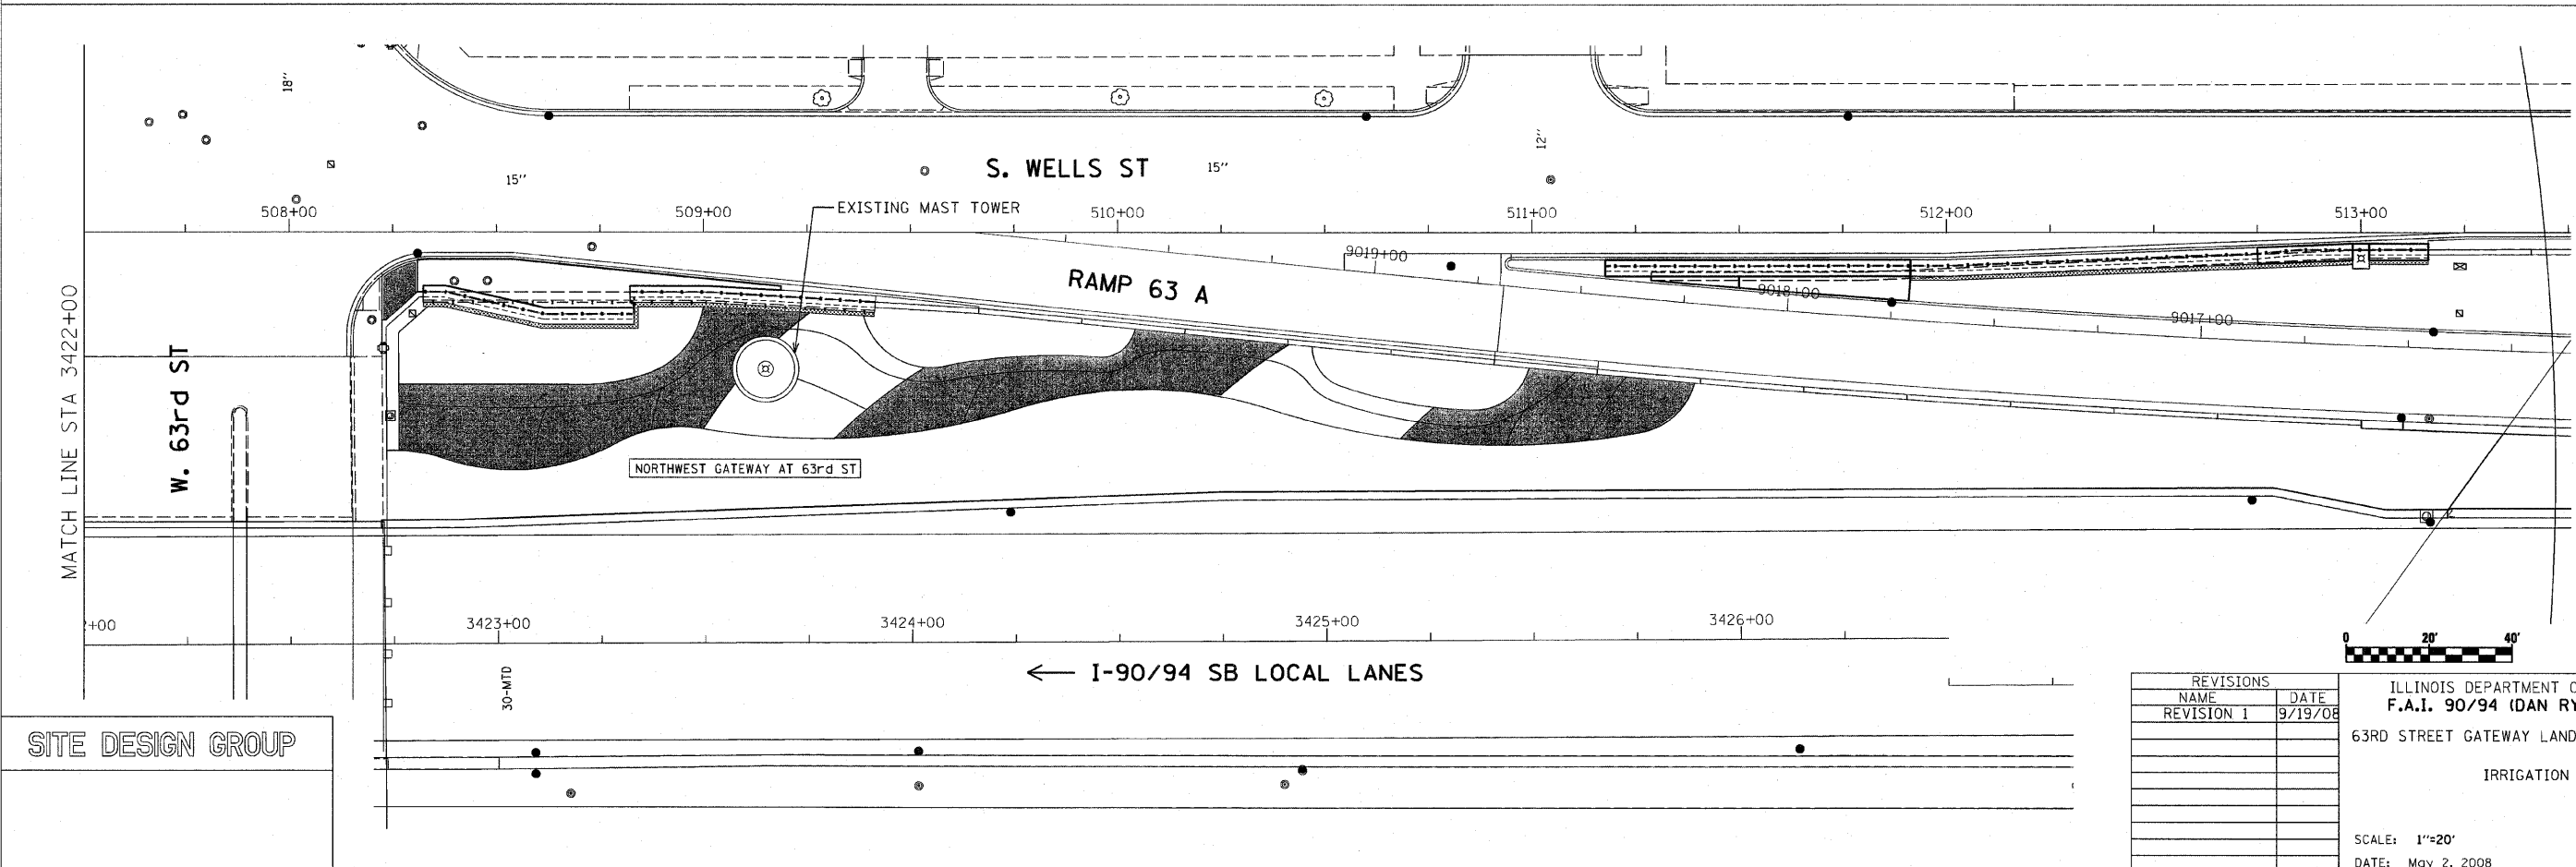 18"
12"
S. WELLS ST
15"
15"
508+00
509+00
EXISTING MAST TOWER
510+00
511+00
512+00
513+00
9019+00
RAMP 63 A
9018+00
9017+00
MATCH LINE STA 3422+00
W. 63rd ST
NORTHWEST GATEWAY AT 63rd ST
+00
3423+00
3424+00
3425+00
3426+00
30-MTD
← I-90/94 SB LOCAL LANES
0 20' 40'
SITE DESIGN GROUP
REVISIONS
NAME DATE
REVISION 1 9/19/08
ILLINOIS DEPARTMENT
F.A.I. 90/94 (DAN RY
63RD STREET GATEWAY LAND
IRRIGATION
SCALE: 1"=20'
DATE: May 2, 2008